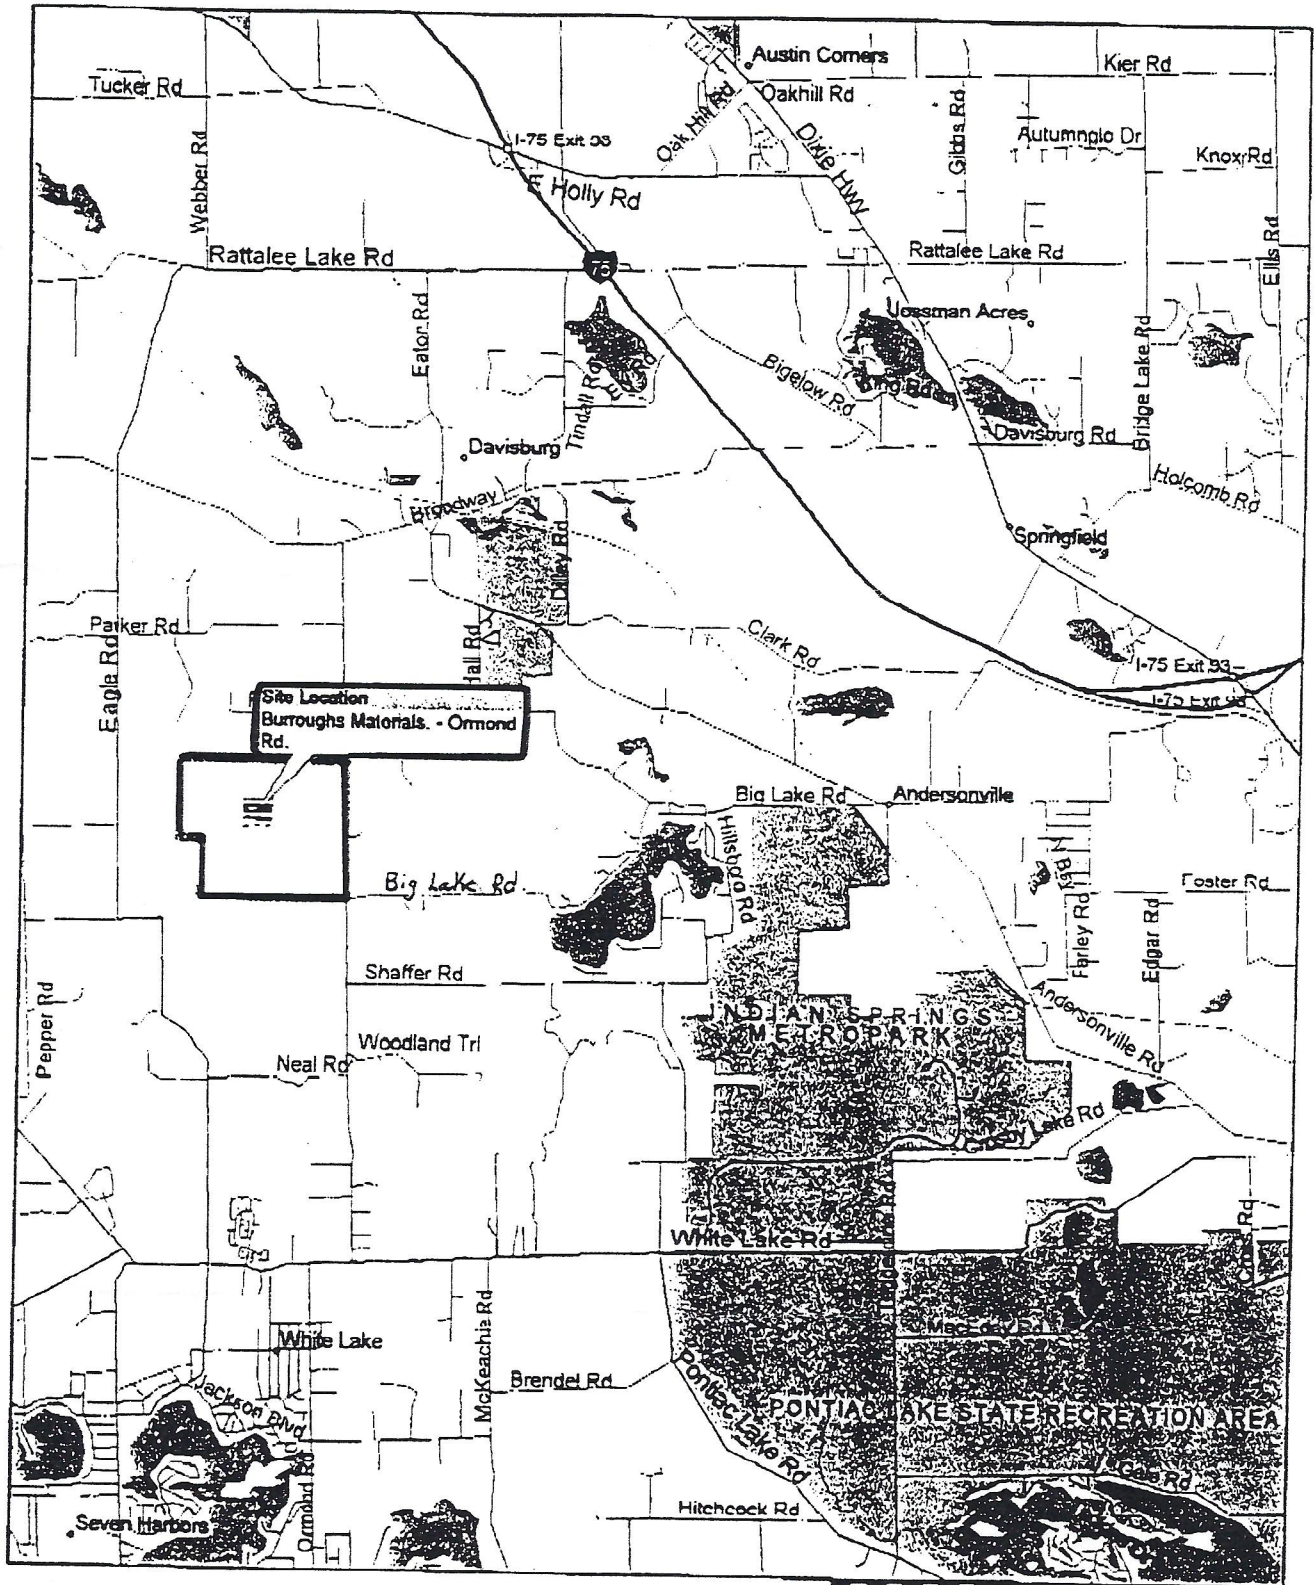 Austin Corners
Kier Rd
Tucker Rd
Oakhill Rd
Oak Hill Rd
Dixie HWY
Gibbs Rd
Autumnglo Dr
Knox Rd
Webber Rd
I-75 Exit 98
Holly Rd
Ellis Rd
Rattalee Lake Rd
75
Rattalee Lake Rd
Eaton Rd
Tindall Rd
Bigelow Rd
Bridge Lake Rd
Davisburg Rd
Davisburg
Holcomb Rd
Broadway
Springfield
Dilley Rd
Parker Rd
Hall Rd
Clark Rd
I-75 Exit 93
I-75 Exit 93
Eagle Rd
Site Location
Burroughs Materials. - Ormond
Rd.
Big Lake Rd
Andersonville
Hillsboro Rd
Big Lake Rd
Foster Rd
Farley Rd
Edgar Rd
Shaffer Rd
Pepper Rd
Andersonville Rd
INDIAN SPRINGS
METROPARK
Woodland Trl
Neal Rd
Crosby Lake Rd
White Lake Rd
McKeachie Rd
White Lake
Brendel Rd
Pontiac Lake Rd
PONTIAC LAKE STATE RECREATION AREA
Jackson Blvd
Gale Rd
Ormond Rd
Hitchcock Rd
Seven Harbors